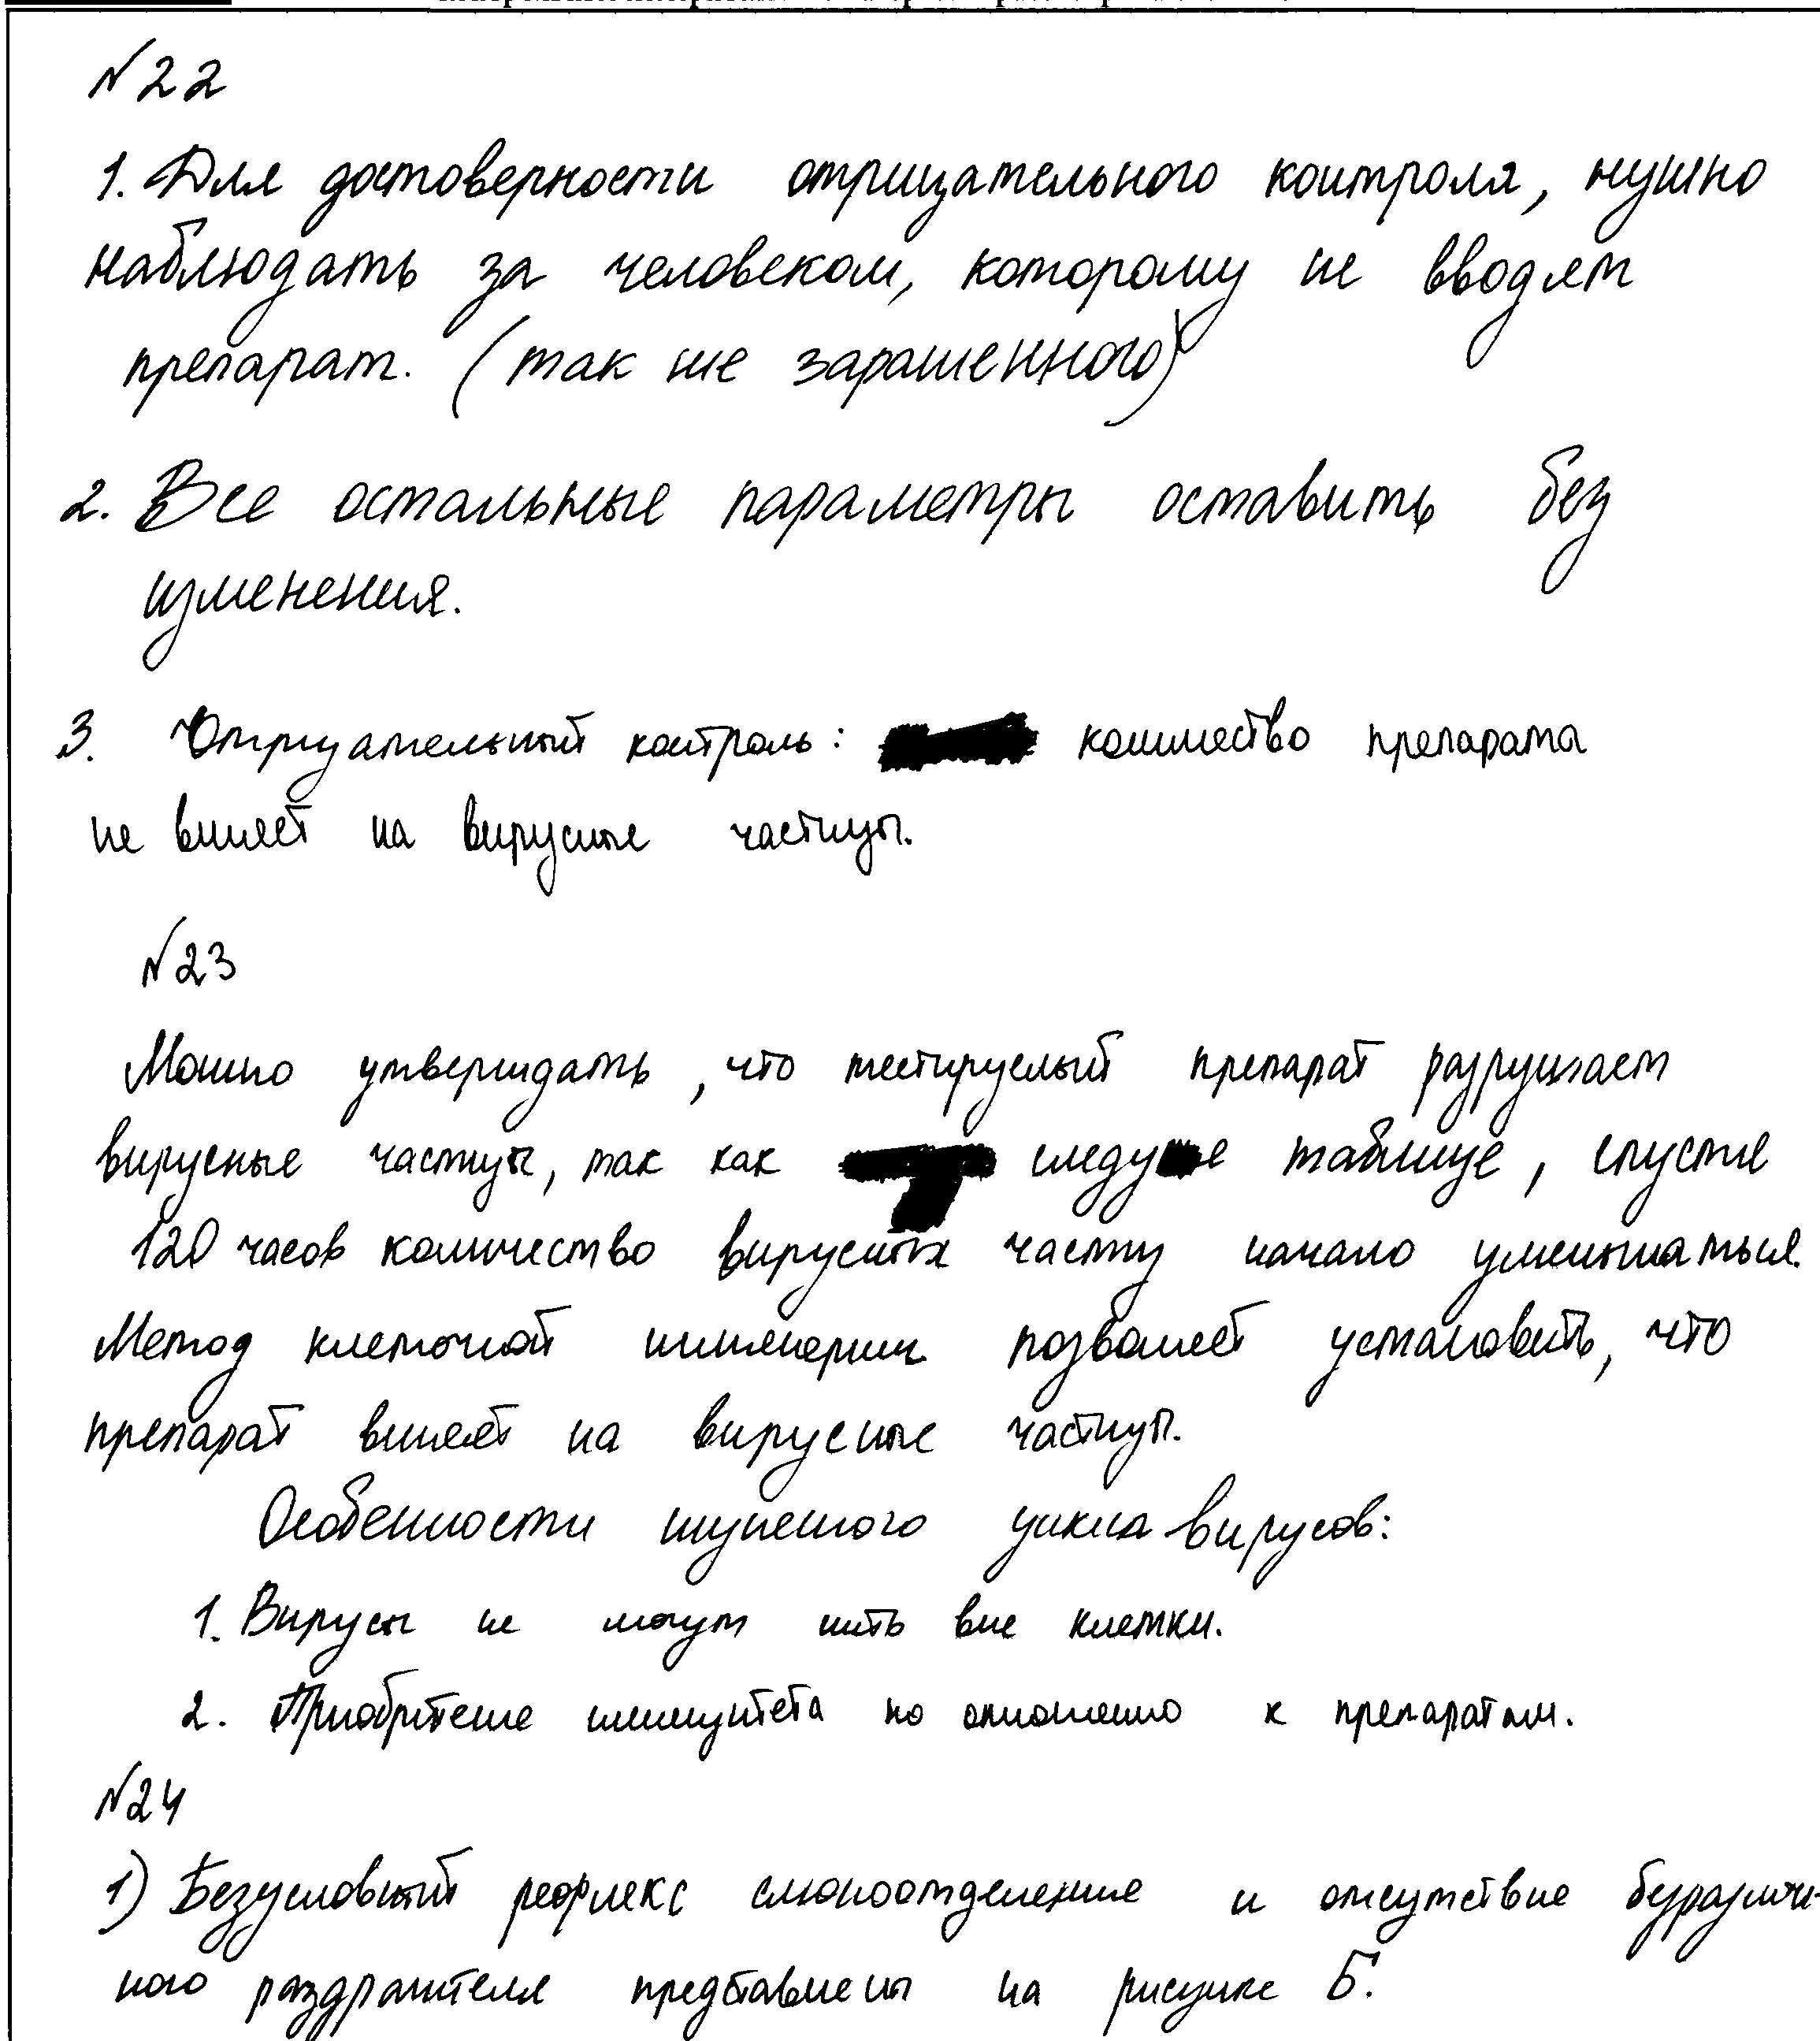 №22
1. Для достоверности отрицательного контроля, нужно
наблюдать за человеком, которому не вводят
препарат. (так же зараженного)
2. Все остальные параметры оставить без
изменения.
3. Отрицательный контроль: количество препарата
не влияет на вирусные частицы.
№23
Можно утверждать, что тестируемый препарат разрушает
вирусные частицы, так как следуя таблице, спустя
120 часов количество вирусных частиц начало уменьшаться.
Метод клеточной инженерии позволяет установить, что
препарат влияет на вирусные частицы.
Особенности жизненного цикла вирусов:
1. Вирусы не могут жить вне клетки.
2. Приобретение иммунитета по отношению к препаратам.
№24
1) Безусловный рефлекс слюноотделение и отсутствие безразлич-
ного раздражителя представлены на рисунке Б.